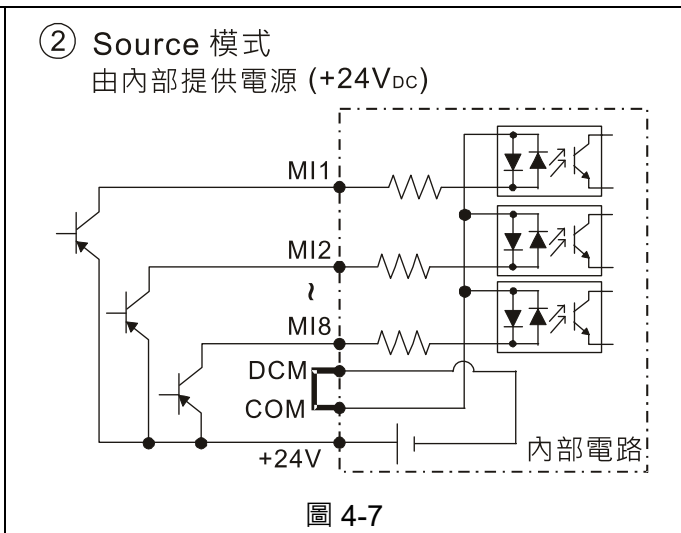 ② Source 模式
由內部提供電源 (+24VDC)
MI1
MI2
~
MI8
DCM
COM
+24V
內部電路
圖 4-7